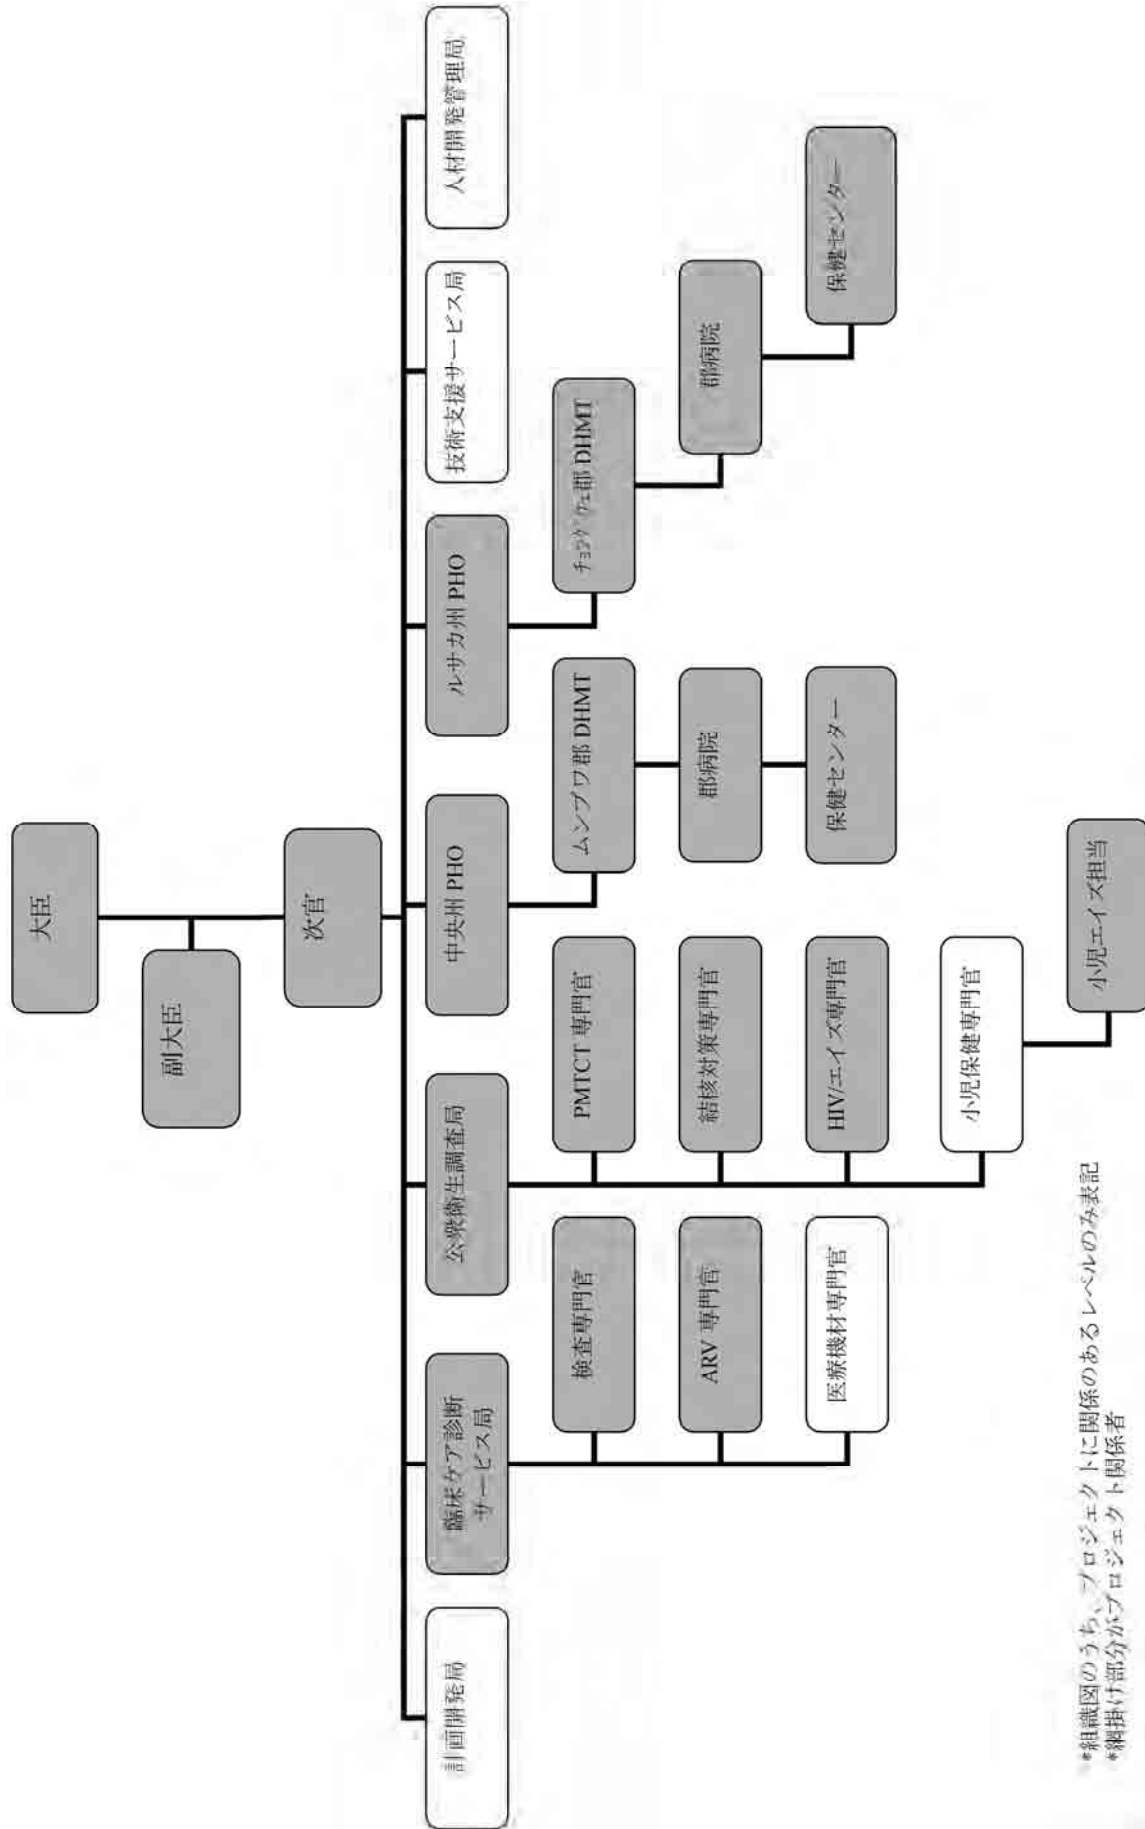 大臣
副大臣
次官
計画開発局
臨床ケア診断
サービス局
公衆衛生調査局
中央州 PHO
ルサカ州 PHO
技術支援サービス局
人材開発管理局
検査専門官
ARV 専門官
医療機材専門官
PMTCT 専門官
結核対策専門官
HIV/エイズ専門官
小児保健専門官
小児エイズ担当
ムンブワ郡 DHMT
郡病院
保健センター
チョングウェ郡 DHMT
郡病院
保健センター
*組織図のうち、プロジェクトに関係のあるレベルのみ表記
*網掛け部分がプロジェクト関係者